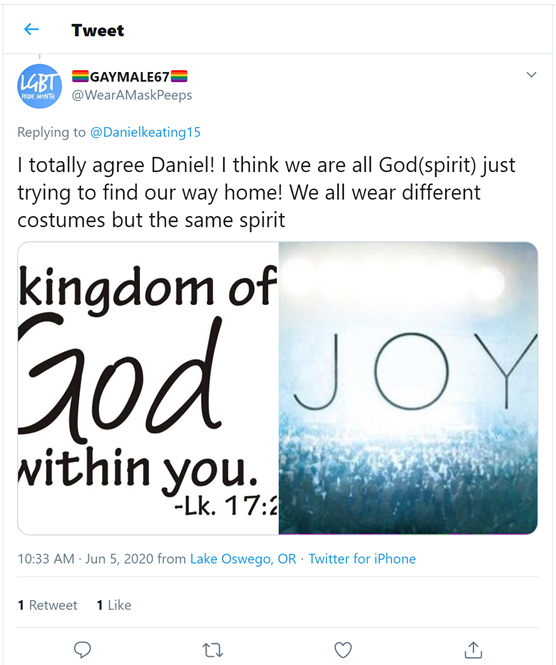 Tweet
LGBT
PRIDE MONTH
🏳️‍🌈GAYMALE67🏳️‍🌈
@WearAMaskPeeps
Replying to @Danielkeating15
I totally agree Daniel! I think we are all God(spirit) just
trying to find our way home! We all wear different
costumes but the same spirit
kingdom of
God
within you.
-Lk. 17:2
JOY
10:33 AM · Jun 5, 2020 from Lake Oswego, OR · Twitter for iPhone
1 Retweet 1 Like